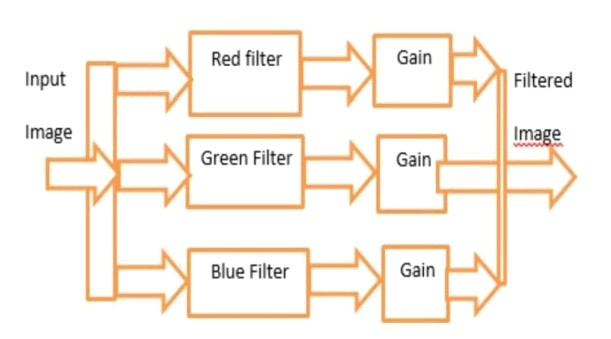 Input
Image
Red filter
Gain
Green Filter
Gain
Blue Filter
Gain
Filtered
Image